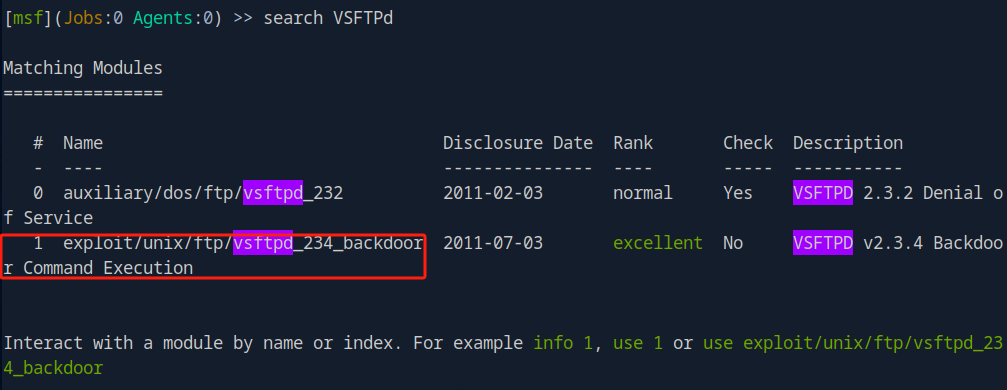 [msf](Jobs:0 Agents:0) >> search VSFTPd
Matching Modules
================
#  Name                                  Disclosure Date  Rank       Check  Description
-  ----                                  ---------------  ----       -----  -----------
0  auxiliary/dos/ftp/vsftpd_232          2011-02-03       normal     Yes    VSFTPD 2.3.2 Denial o
f Service
1  exploit/unix/ftp/vsftpd_234_backdoor  2011-07-03       excellent  No     VSFTPD v2.3.4 Backdoo
r Command Execution
Interact with a module by name or index. For example info 1, use 1 or use exploit/unix/ftp/vsftpd_23
4_backdoor